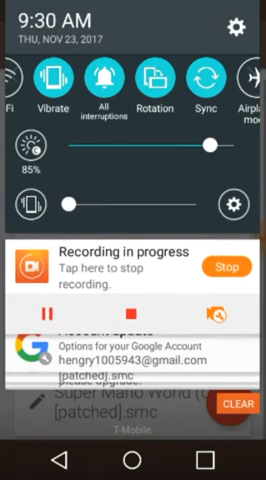 9:30 AM
THU, NOV 23, 2017
Fi
Vibrate
All
interruptions
Rotation
Sync
Airpla
mod
85%
Recording in progress
Tap here to stop
recording.
Stop
Account Update
Options for your Google Account
hengry1005943@gmail.com
[patched].smc
please upgrade.
Super Mario World (
[patched].smc
CLEAR
T-Mobile